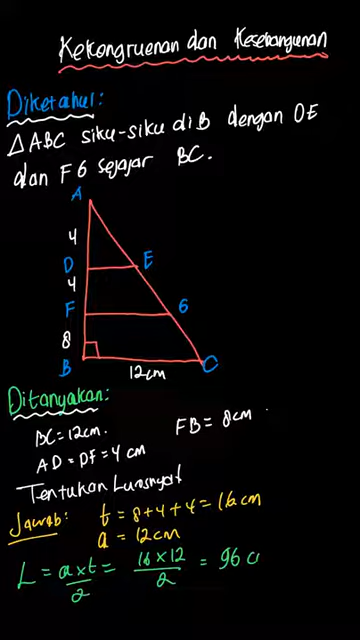 Kekongruenan dan Kesebangunan
Diketahui:
△ABC siku-siku di B dengan DE
dan FG sejajar BC.
A
4
D
E
4
F
G
8
B
C
12cm
Ditanyakan:
BC = 12cm.
FB = 8cm
AD = DF = 4 cm
Tentukan Luasnya!
Jawab: t = 8+4+4 = 16cm
a = 12cm
L = a×t/2 = 16×12/2 = 96 c